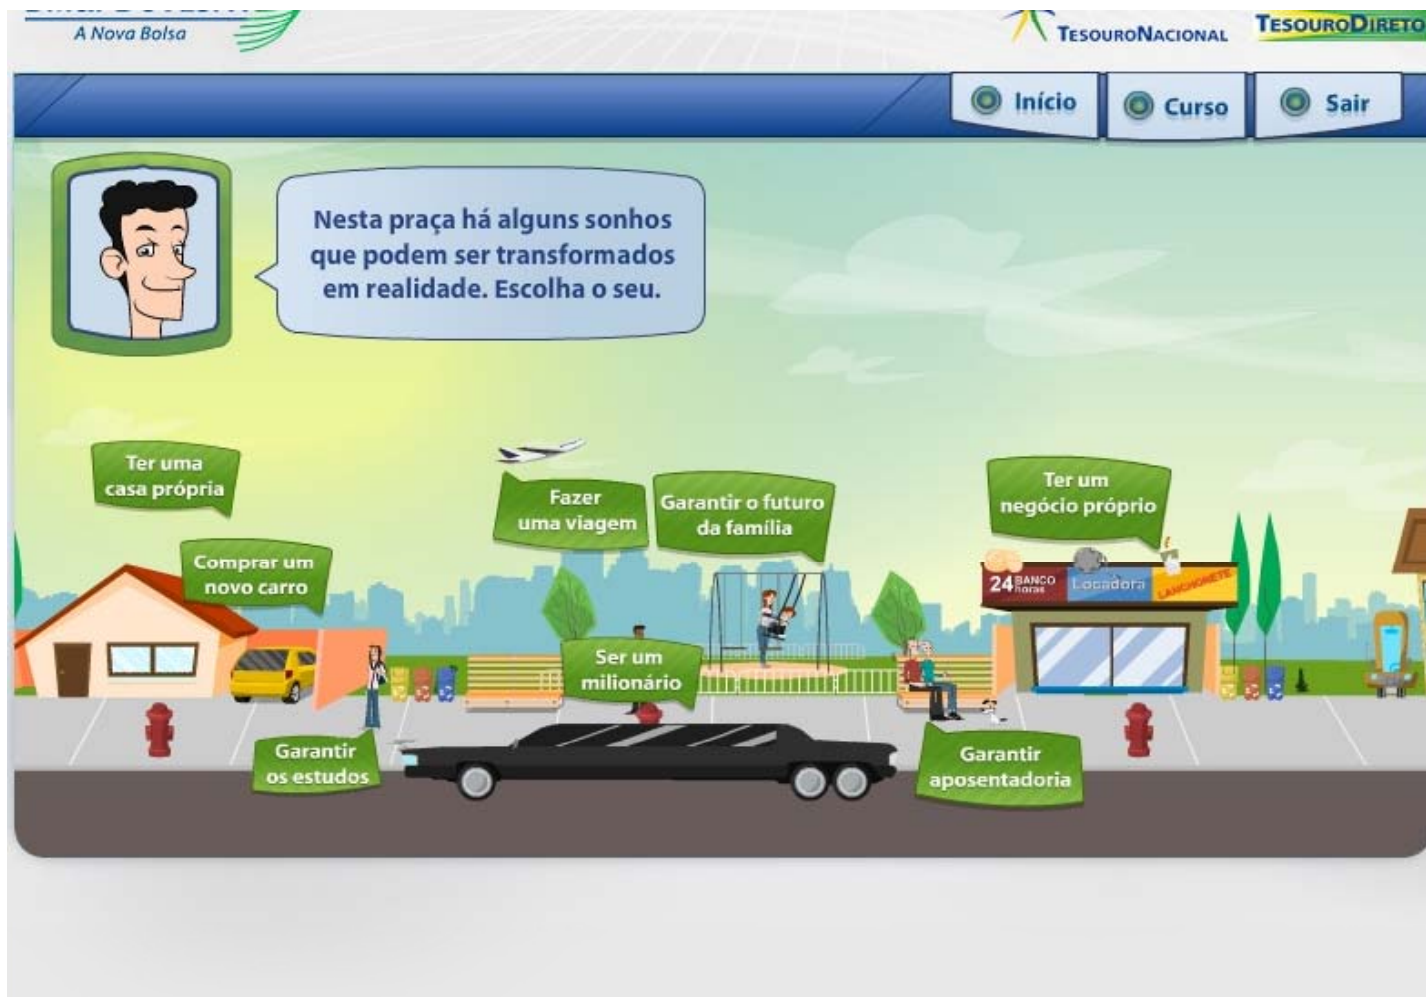 A Nova Bolsa
TESOURONACIONAL
TESOURODIRETO
Início
Curso
Sair
Nesta praça há alguns sonhos
que podem ser transformados
em realidade. Escolha o seu.
Ter uma
casa própria
Fazer
uma viagem
Garantir o futuro
da família
Ter um
negócio próprio
Comprar um
novo carro
24 BANCO
horas
Locadora
LANCHONETE
Ser um
milionário
Garantir
os estudos
Garantir
aposentadoria